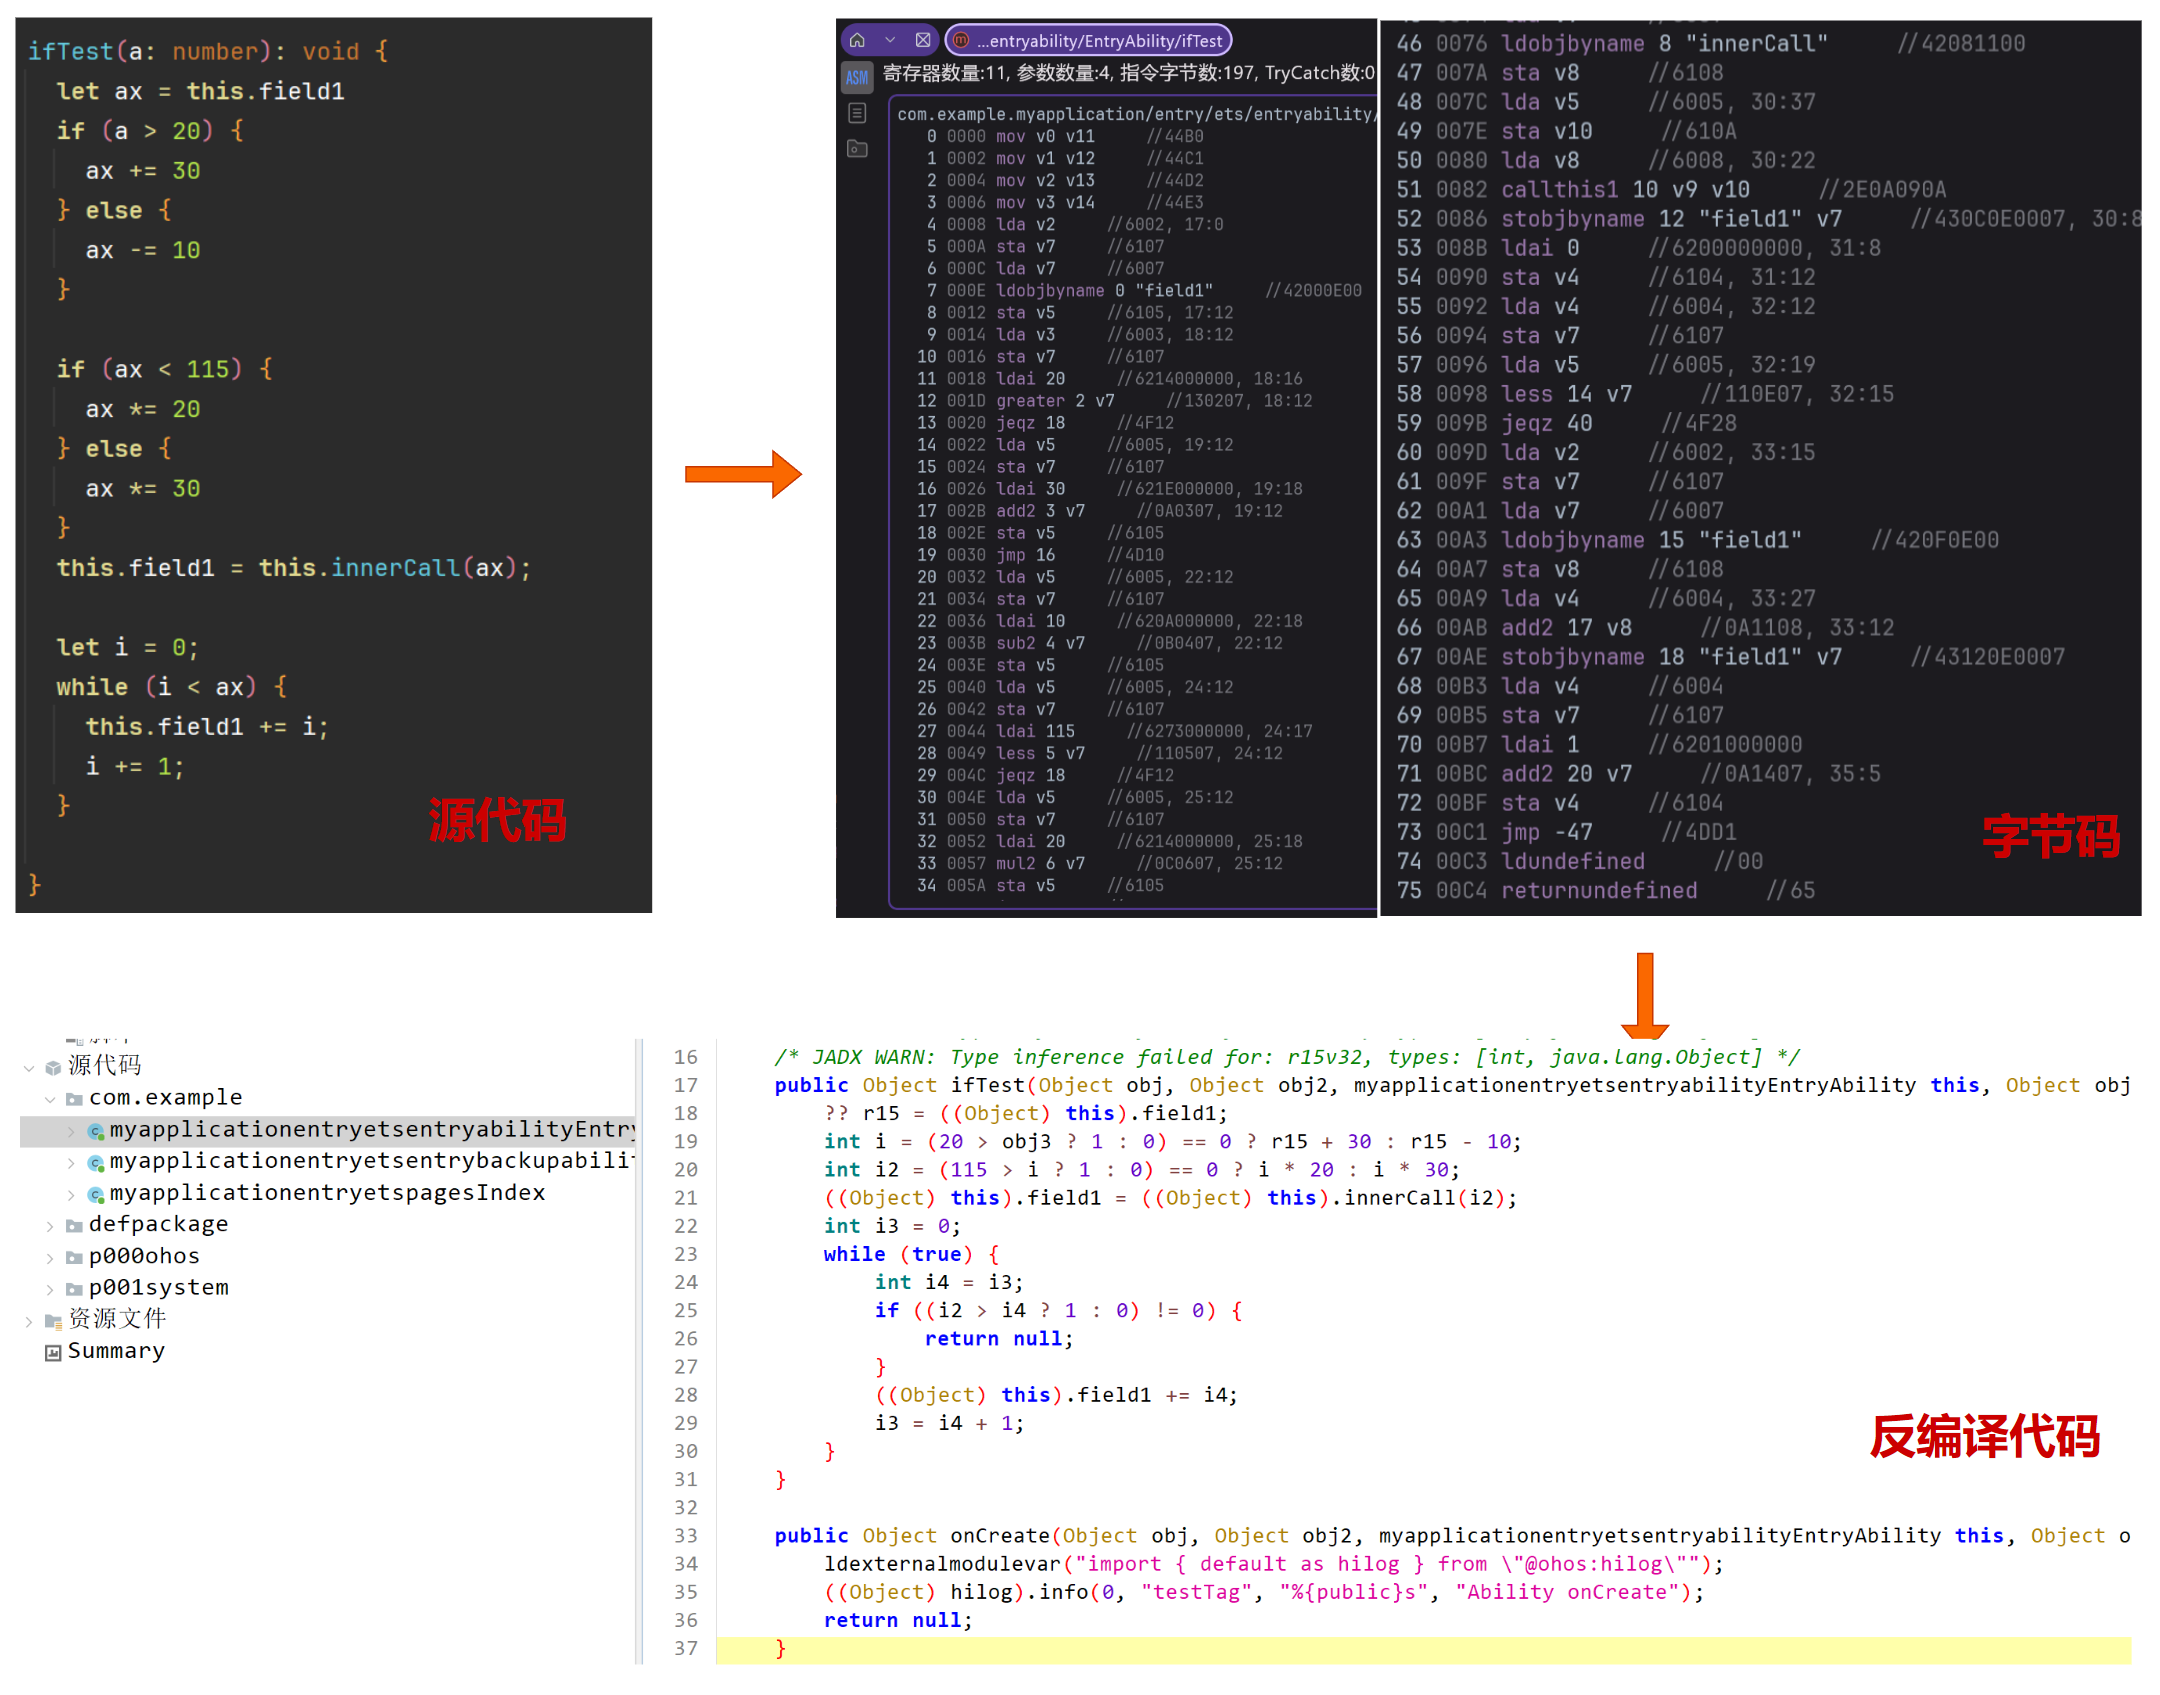 ifTest(a: number): void {
let ax = this.field1
if (a > 20) {
ax += 30
} else {
ax -= 10
}
if (ax < 115) {
ax *= 20
} else {
ax *= 30
}
this.field1 = this.innerCall(ax);
let i = 0;
while (i < ax) {
this.field1 += i;
i += 1;
}
}
源代码
...entryability/EntryAbility/ifTest
ASM
寄存器数量:11, 参数数量:4, 指令字节数:197, TryCatch数:0
com.example.myapplication/entry/ets/entryability/
0 0000 mov v0 v11 //44B0
1 0002 mov v1 v12 //44C1
2 0004 mov v2 v13 //44D2
3 0006 mov v3 v14 //44E3
4 0008 lda v2 //6002, 17:0
5 000A sta v7 //6107
6 000C lda v7 //6007
7 000E ldobjbyname 0 "field1" //42000E00
8 0012 sta v5 //6105, 17:12
9 0014 lda v3 //6003, 18:12
10 0016 sta v7 //6107
11 0018 ldai 20 //6214000000, 18:16
12 001D greater 2 v7 //130207, 18:12
13 0020 jeqz 18 //4F12
14 0022 lda v5 //6005, 19:12
15 0024 sta v7 //6107
16 0026 ldai 30 //621E000000, 19:18
17 002B add2 3 v7 //0A0307, 19:12
18 002E sta v5 //6105
19 0030 jmp 16 //4D10
20 0032 lda v5 //6005, 22:12
21 0034 sta v7 //6107
22 0036 ldai 10 //620A000000, 22:18
23 003B sub2 4 v7 //0B0407, 22:12
24 003E sta v5 //6105
25 0040 lda v5 //6005, 24:12
26 0042 sta v7 //6107
27 0044 ldai 115 //6273000000, 24:17
28 0049 less 5 v7 //110507, 24:12
29 004C jeqz 18 //4F12
30 004E lda v5 //6005, 25:12
31 0050 sta v7 //6107
32 0052 ldai 20 //6214000000, 25:18
33 0057 mul2 6 v7 //0C0607, 25:12
34 005A sta v5 //6105
46 0076 ldobjbyname 8 "innerCall" //42081100
47 007A sta v8 //6108
48 007C lda v5 //6005, 30:37
49 007E sta v10 //610A
50 0080 lda v8 //6008, 30:22
51 0082 callthis1 10 v9 v10 //2E0A090A
52 0086 stobjbyname 12 "field1" v7 //430C0E0007, 30:8
53 008B ldai 0 //6200000000, 31:8
54 0090 sta v4 //6104, 31:12
55 0092 lda v4 //6004, 32:12
56 0094 sta v7 //6107
57 0096 lda v5 //6005, 32:19
58 0098 less 14 v7 //110E07, 32:15
59 009B jeqz 40 //4F28
60 009D lda v2 //6002, 33:15
61 009F sta v7 //6107
62 00A1 lda v7 //6007
63 00A3 ldobjbyname 15 "field1" //420F0E00
64 00A7 sta v8 //6108
65 00A9 lda v4 //6004, 33:27
66 00AB add2 17 v8 //0A1108, 33:12
67 00AE stobjbyname 18 "field1" v7 //43120E0007
68 00B3 lda v4 //6004
69 00B5 sta v7 //6107
70 00B7 ldai 1 //6201000000
71 00BC add2 20 v7 //0A1407, 35:5
72 00BF sta v4 //6104
73 00C1 jmp -47 //4DD1
74 00C3 ldundefined //00
75 00C4 returnundefined //65
字节码
源代码
com.example
myapplicationentryetsentryabilityEntry
myapplicationentryetsentrybackupabili
myapplicationentryetspagesIndex
defpackage
p000ohos
p001system
资源文件
Summary
16 /* JADX WARN: Type inference failed for: r15v32, types: [int, java.lang.Object] */
17 public Object ifTest(Object obj, Object obj2, myapplicationentryetsentryabilityEntryAbility this, Object obj
18 ?? r15 = ((Object) this).field1;
19 int i = (20 > obj3 ? 1 : 0) == 0 ? r15 + 30 : r15 - 10;
20 int i2 = (115 > i ? 1 : 0) == 0 ? i * 20 : i * 30;
21 ((Object) this).field1 = ((Object) this).innerCall(i2);
22 int i3 = 0;
23 while (true) {
24 int i4 = i3;
25 if ((i2 > i4 ? 1 : 0) != 0) {
26 return null;
27 }
28 ((Object) this).field1 += i4;
29 i3 = i4 + 1;
30 }
31 }
32
33 public Object onCreate(Object obj, Object obj2, myapplicationentryetsentryabilityEntryAbility this, Object o
34 ldexternalmodulevar("import { default as hilog } from \"@ohos:hilog\"");
35 ((Object) hilog).info(0, "testTag", "%{public}s", "Ability onCreate");
36 return null;
37 }
反编译代码